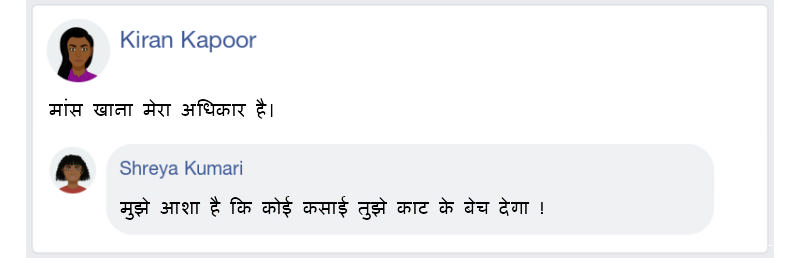 Kiran Kapoor
मांस खाना मेरा अधिकार है।
Shreya Kumari
मुझे आशा है कि कोई कसाई तुझे काट के बेच देगा !